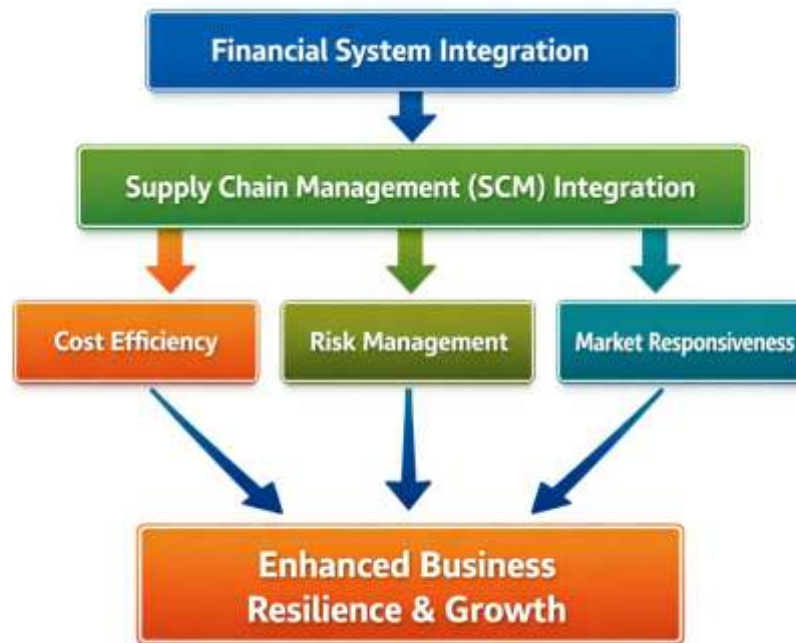 Financial System Integration
Supply Chain Management (SCM) Integration
Cost Efficiency
Risk Management
Market Responsiveness
Enhanced Business
Resilience & Growth